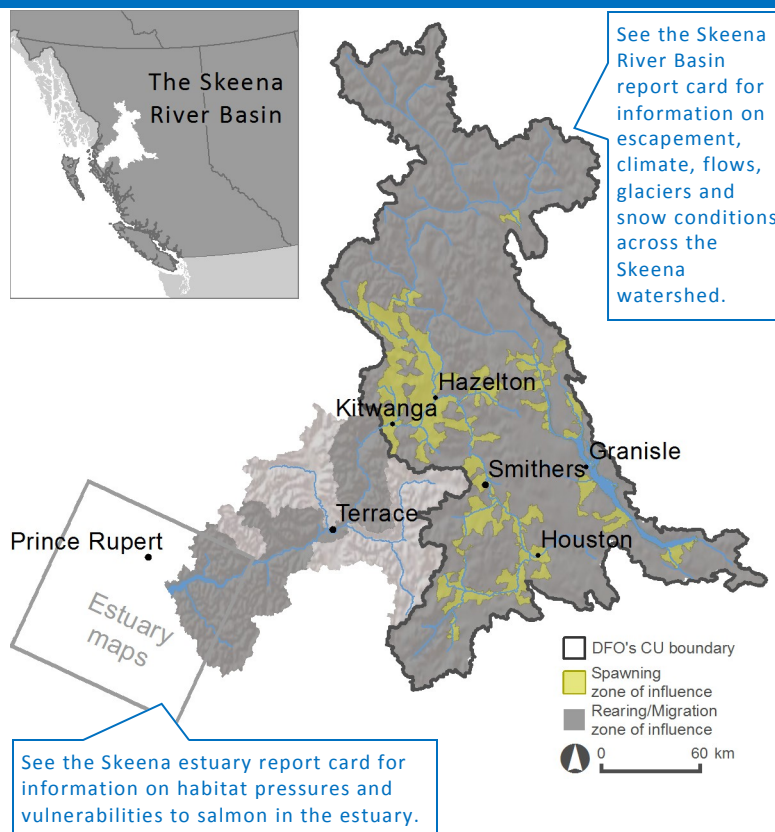 The Skeena
River Basin
See the Skeena
River Basin
report card for
information on
escapement,
climate, flows,
glaciers and
snow conditions
across the
Skeena
watershed.
Hazelton
Kitwanga
Granisle
Smithers
Terrace
Prince Rupert
Houston
Estuary
maps
DFO's CU boundary
Spawning
zone of influence
Rearing/Migration
zone of influence
0 60 km
See the Skeena estuary report card for
information on habitat pressures and
vulnerabilities to salmon in the estuary.